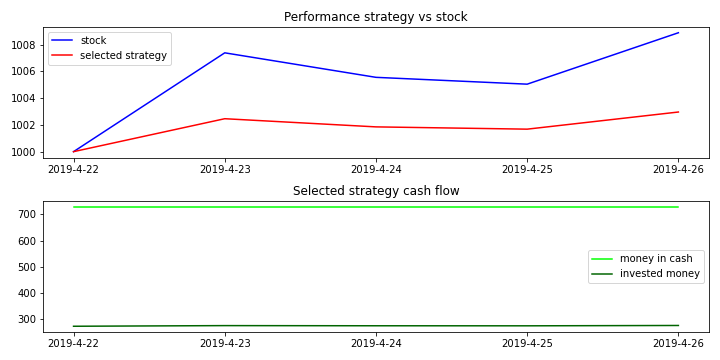 Performance strategy vs stock
1008
1006
1004
1002
1000
stock
selected strategy
2019-4-22 2019-4-23 2019-4-24 2019-4-25 2019-4-26
Selected strategy cash flow
700
600
500
400
300
money in cash
invested money
2019-4-22 2019-4-23 2019-4-24 2019-4-25 2019-4-26